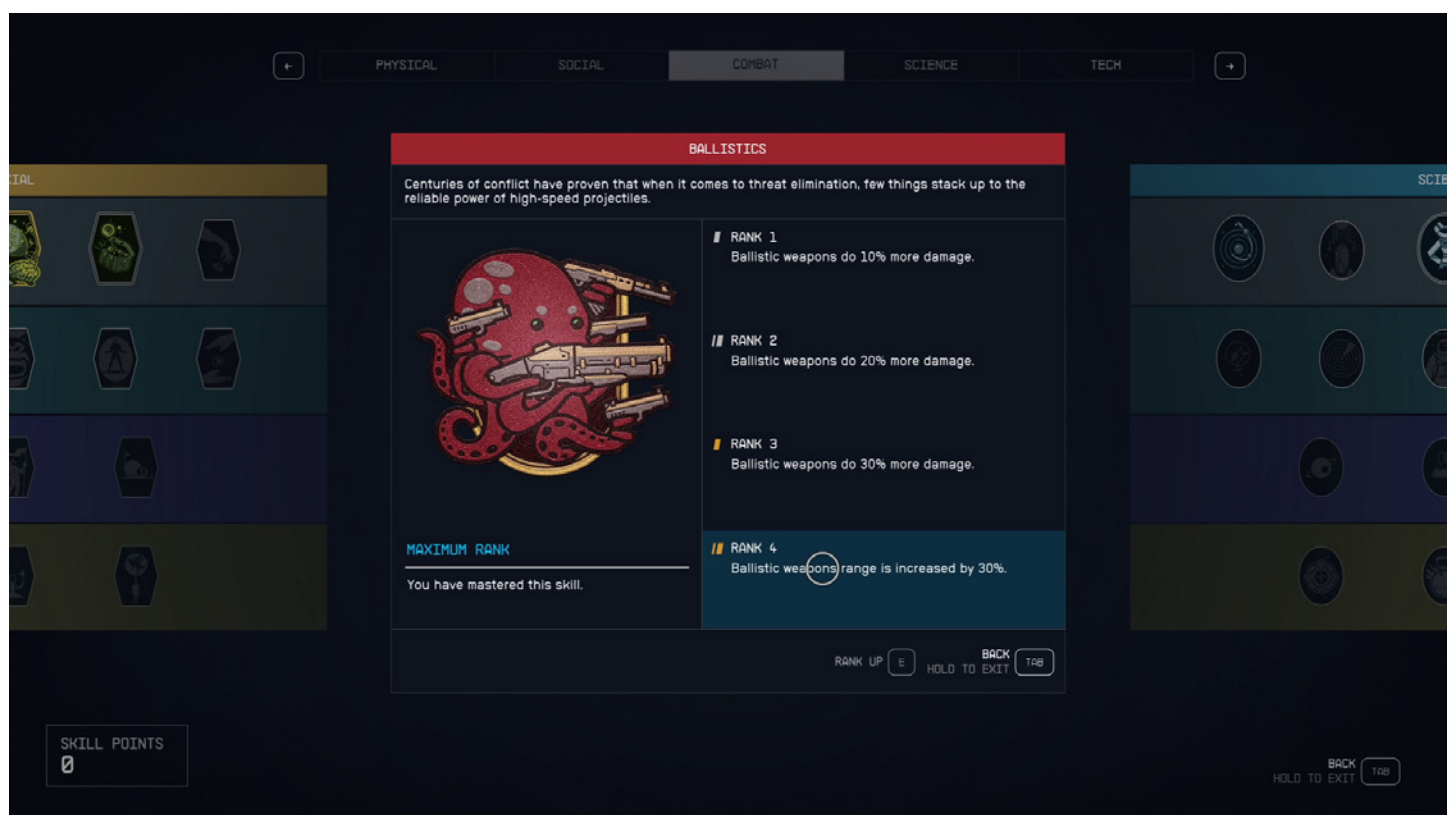 PHYSICAL
SOCIAL
COMBAT
SCIENCE
TECH
BALLISTICS
Centuries of conflict have proven that when it comes to threat elimination, few things stack up to the
reliable power of high-speed projectiles.
RANK 1
Ballistic weapons do 10% more damage.
RANK 2
Ballistic weapons do 20% more damage.
RANK 3
Ballistic weapons do 30% more damage.
MAXIMUM RANK
You have mastered this skill.
RANK 4
Ballistic weapons range is increased by 30%.
RANK UP E
BACK
HOLD TO EXIT TAB
CIAL
SCIE
SKILL POINTS
0
BACK
HOLD TO EXIT TAB